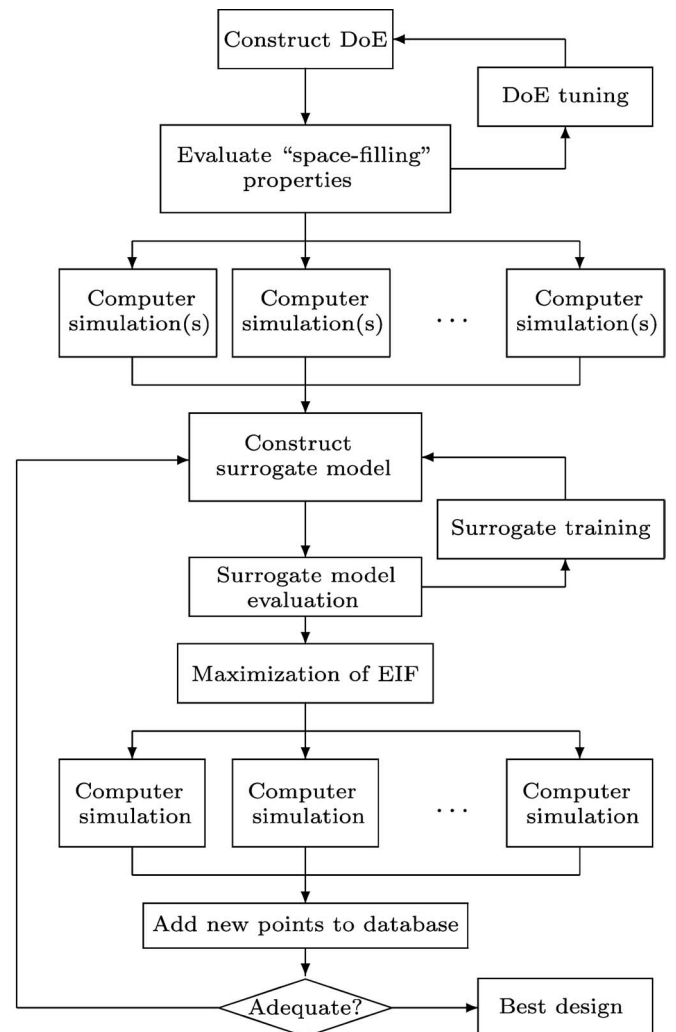 Construct DoE
DoE tuning
Evaluate “space-filling”
properties
Computer
simulation(s)
Computer
simulation(s)
...
Computer
simulation(s)
Construct
surrogate model
Surrogate training
Surrogate model
evaluation
Maximization of EIF
Computer
simulation
Computer
simulation
...
Computer
simulation
Add new points to database
Adequate?
Best design